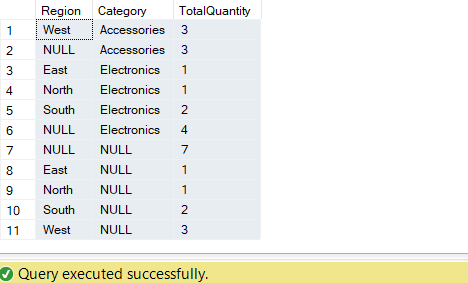 Region Category TotalQuantity
1 West Accessories 3
2 NULL Accessories 3
3 East Electronics 1
4 North Electronics 1
5 South Electronics 2
6 NULL Electronics 4
7 NULL NULL 7
8 East NULL 1
9 North NULL 1
10 South NULL 2
11 West NULL 3
Query executed successfully.